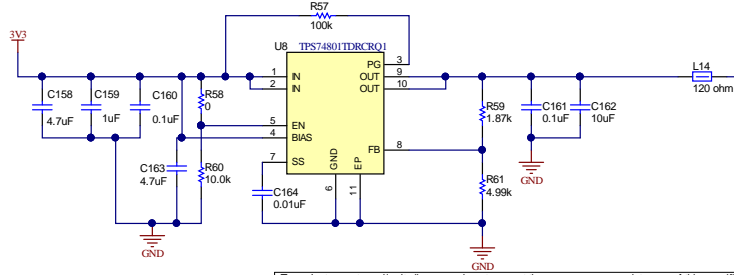 R57
100k
3V3
U8
TPS74801TDRCRQ1
PG 3
1 IN
2 IN
OUT 9
OUT 10
5 EN
4 BIAS
7 SS
FB 8
GND
6
EP
11
C158
4.7uF
C159
1uF
C160
0.1uF
R58
0
R60
10.0k
C163
4.7uF
C164
0.01uF
R59
1.87k
R61
4.99k
C161
0.1uF
C162
10uF
L14
120 ohm
GND
GND
GND